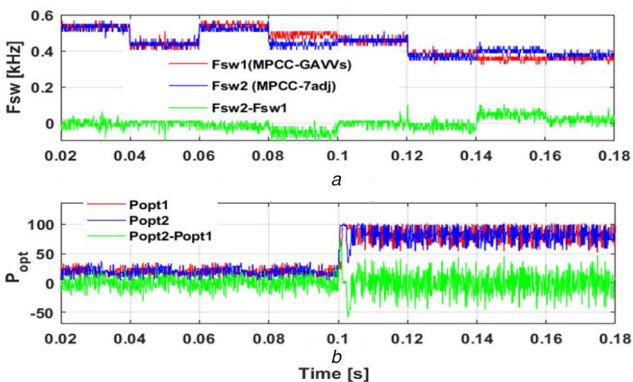 Fsw [kHz]
0.6
0.4
0.2
0
Fsw1(MPCC-GAVVs)
Fsw2 (MPCC-7adj)
Fsw2-Fsw1
0.02 0.04 0.06 0.08 0.1 0.12 0.14 0.16 0.18
a
Popt
100
50
0
-50
Popt1
Popt2
Popt2-Popt1
0.02 0.04 0.06 0.08 0.1 0.12 0.14 0.16 0.18
b
Time [s]